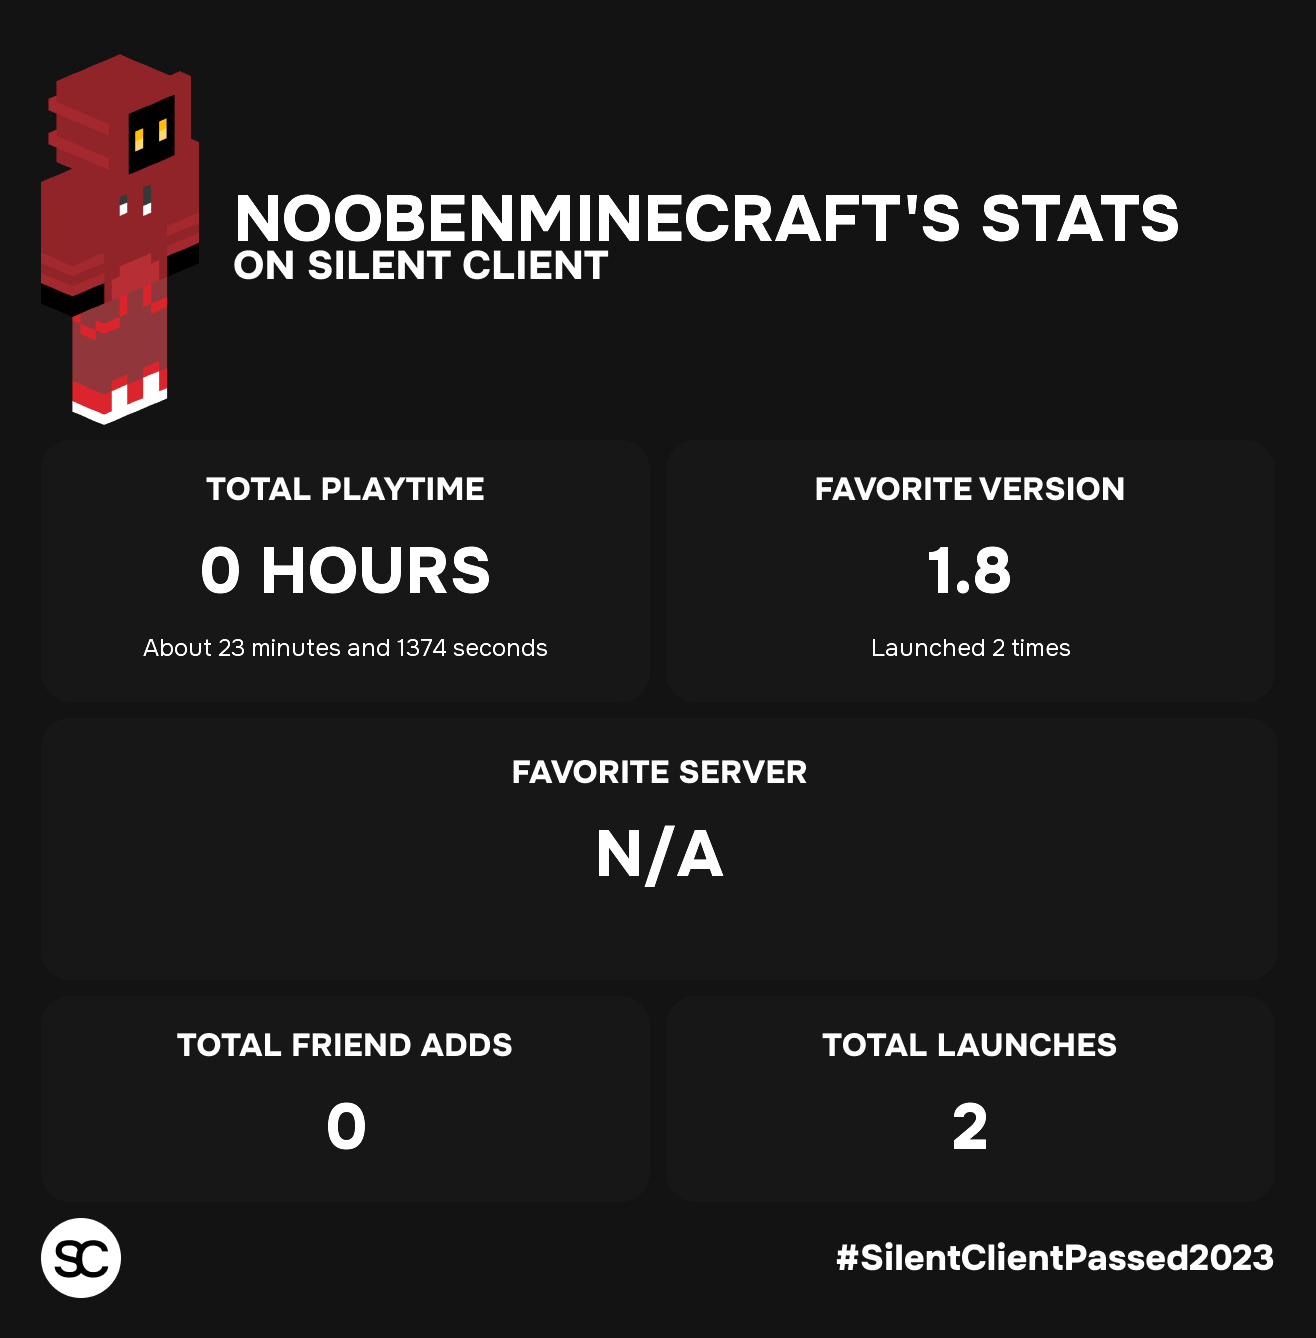 NOOBENMINECRAFT'S STATS
ON SILENT CLIENT
TOTAL PLAYTIME
0 HOURS
About 23 minutes and 1374 seconds
FAVORITE VERSION
1.8
Launched 2 times
FAVORITE SERVER
N/A
TOTAL FRIEND ADDS
0
TOTAL LAUNCHES
2
SC
#SilentClientPassed2023